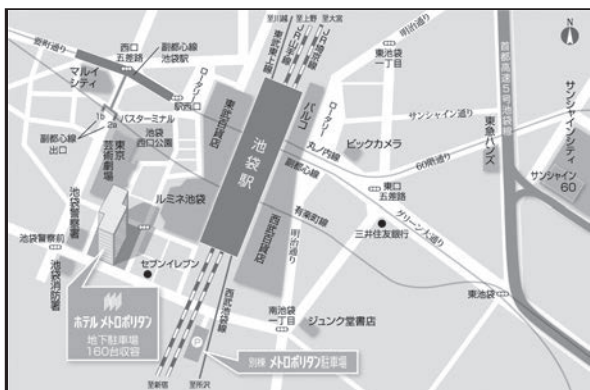 至川越
至上野
至大宮
東武東上線
JR山手線
JR埼京線
明治通り
N
要町通り
西口
五差路
副都心線
池袋駅
マルイ
シティ
ロータリー
駅西口
東池袋
一丁目
首都高速5号池袋線
サンシャインシティ
1b
2a
バスターミナル
池袋
西口公園
副都心線
出口
東京
芸術劇場
東武百貨店
池袋駅
パルコ
ロータリー
サンシャイン通り
丸ノ内線
ビックカメラ
60階通り
東急ハンズ
サンシャイン
60
副都心線
東口
五差路
グリーン大通り
ルミネ池袋
有楽町線
池袋警察署
池袋警察前
西武百貨店
明治通り
三井住友銀行
セブンイレブン
池袋消防署
東池袋
ホテル メトロポリタン
地下駐車場
160台収容
西武池袋線
南池袋
一丁目
ジュンク堂書店
P
別棟 メトロポリタン駐車場
至新宿
至所沢